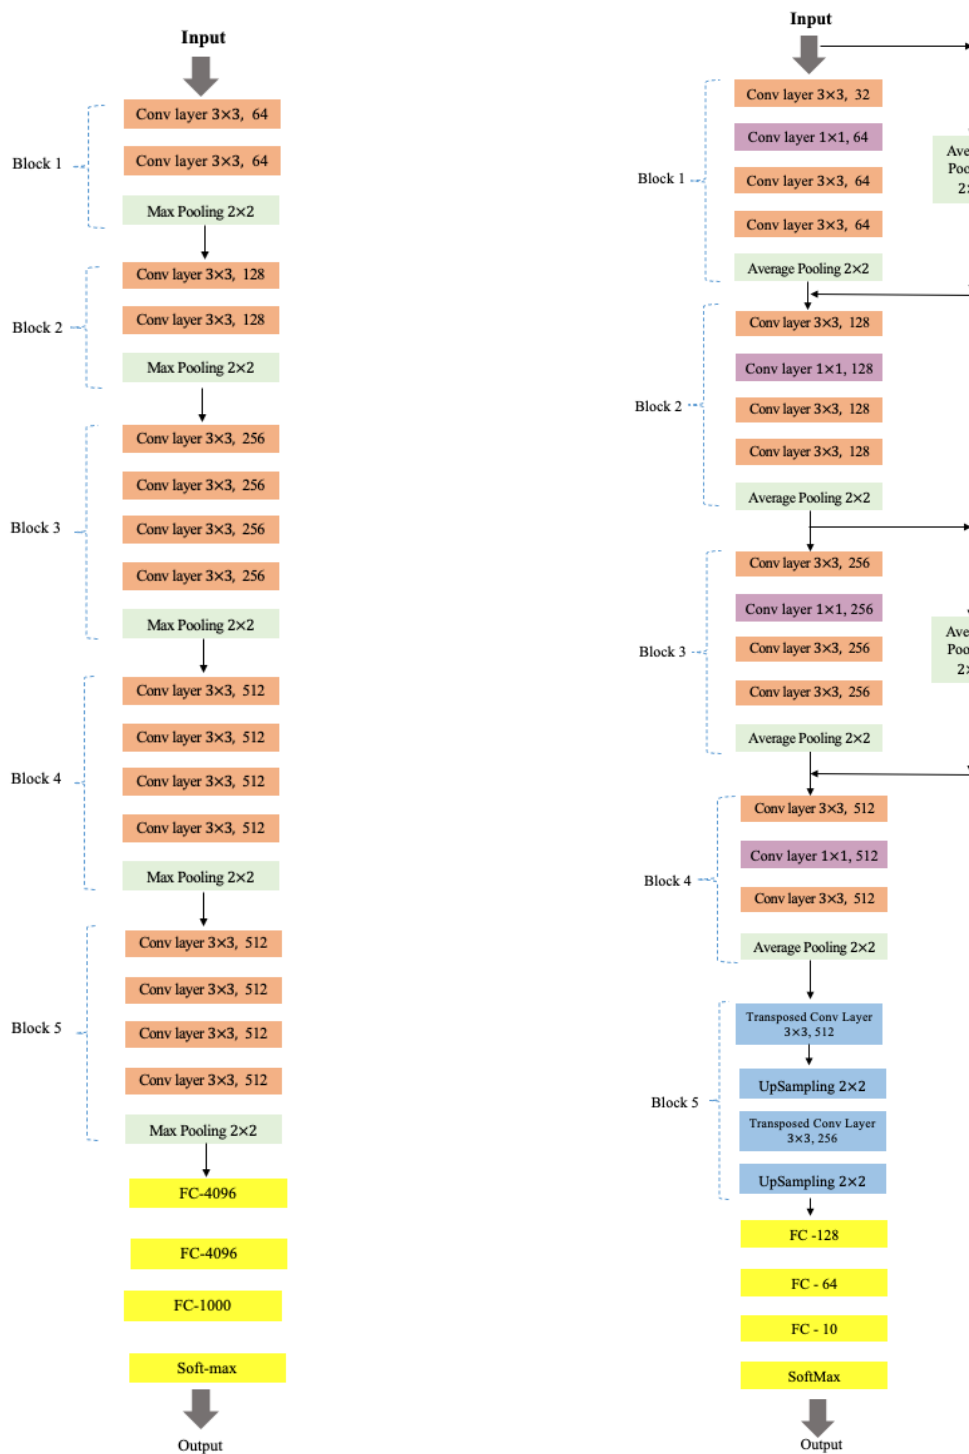 Input
Conv layer 3×3, 64
Conv layer 3×3, 64
Block 1
Max Pooling 2×2
Conv layer 3×3, 128
Conv layer 3×3, 128
Block 2
Max Pooling 2×2
Conv layer 3×3, 256
Conv layer 3×3, 256
Block 3
Conv layer 3×3, 256
Conv layer 3×3, 256
Max Pooling 2×2
Conv layer 3×3, 512
Conv layer 3×3, 512
Block 4
Conv layer 3×3, 512
Conv layer 3×3, 512
Max Pooling 2×2
Conv layer 3×3, 512
Conv layer 3×3, 512
Block 5
Conv layer 3×3, 512
Conv layer 3×3, 512
Max Pooling 2×2
FC-4096
FC-4096
FC-1000
Soft-max
Output
Input
Conv layer 3×3, 32
Conv layer 1×1, 64
Block 1
Conv layer 3×3, 64
Conv layer 3×3, 64
Average Pooling 2×2
Conv layer 3×3, 128
Conv layer 1×1, 128
Block 2
Conv layer 3×3, 128
Conv layer 3×3, 128
Average Pooling 2×2
Conv layer 3×3, 256
Conv layer 1×1, 256
Block 3
Conv layer 3×3, 256
Conv layer 3×3, 256
Average Pooling 2×2
Conv layer 3×3, 512
Conv layer 1×1, 512
Block 4
Conv layer 3×3, 512
Average Pooling 2×2
Transposed Conv Layer
3×3, 512
UpSampling 2×2
Block 5
Transposed Conv Layer
3×3, 256
UpSampling 2×2
FC -128
FC - 64
FC - 10
SoftMax
Output